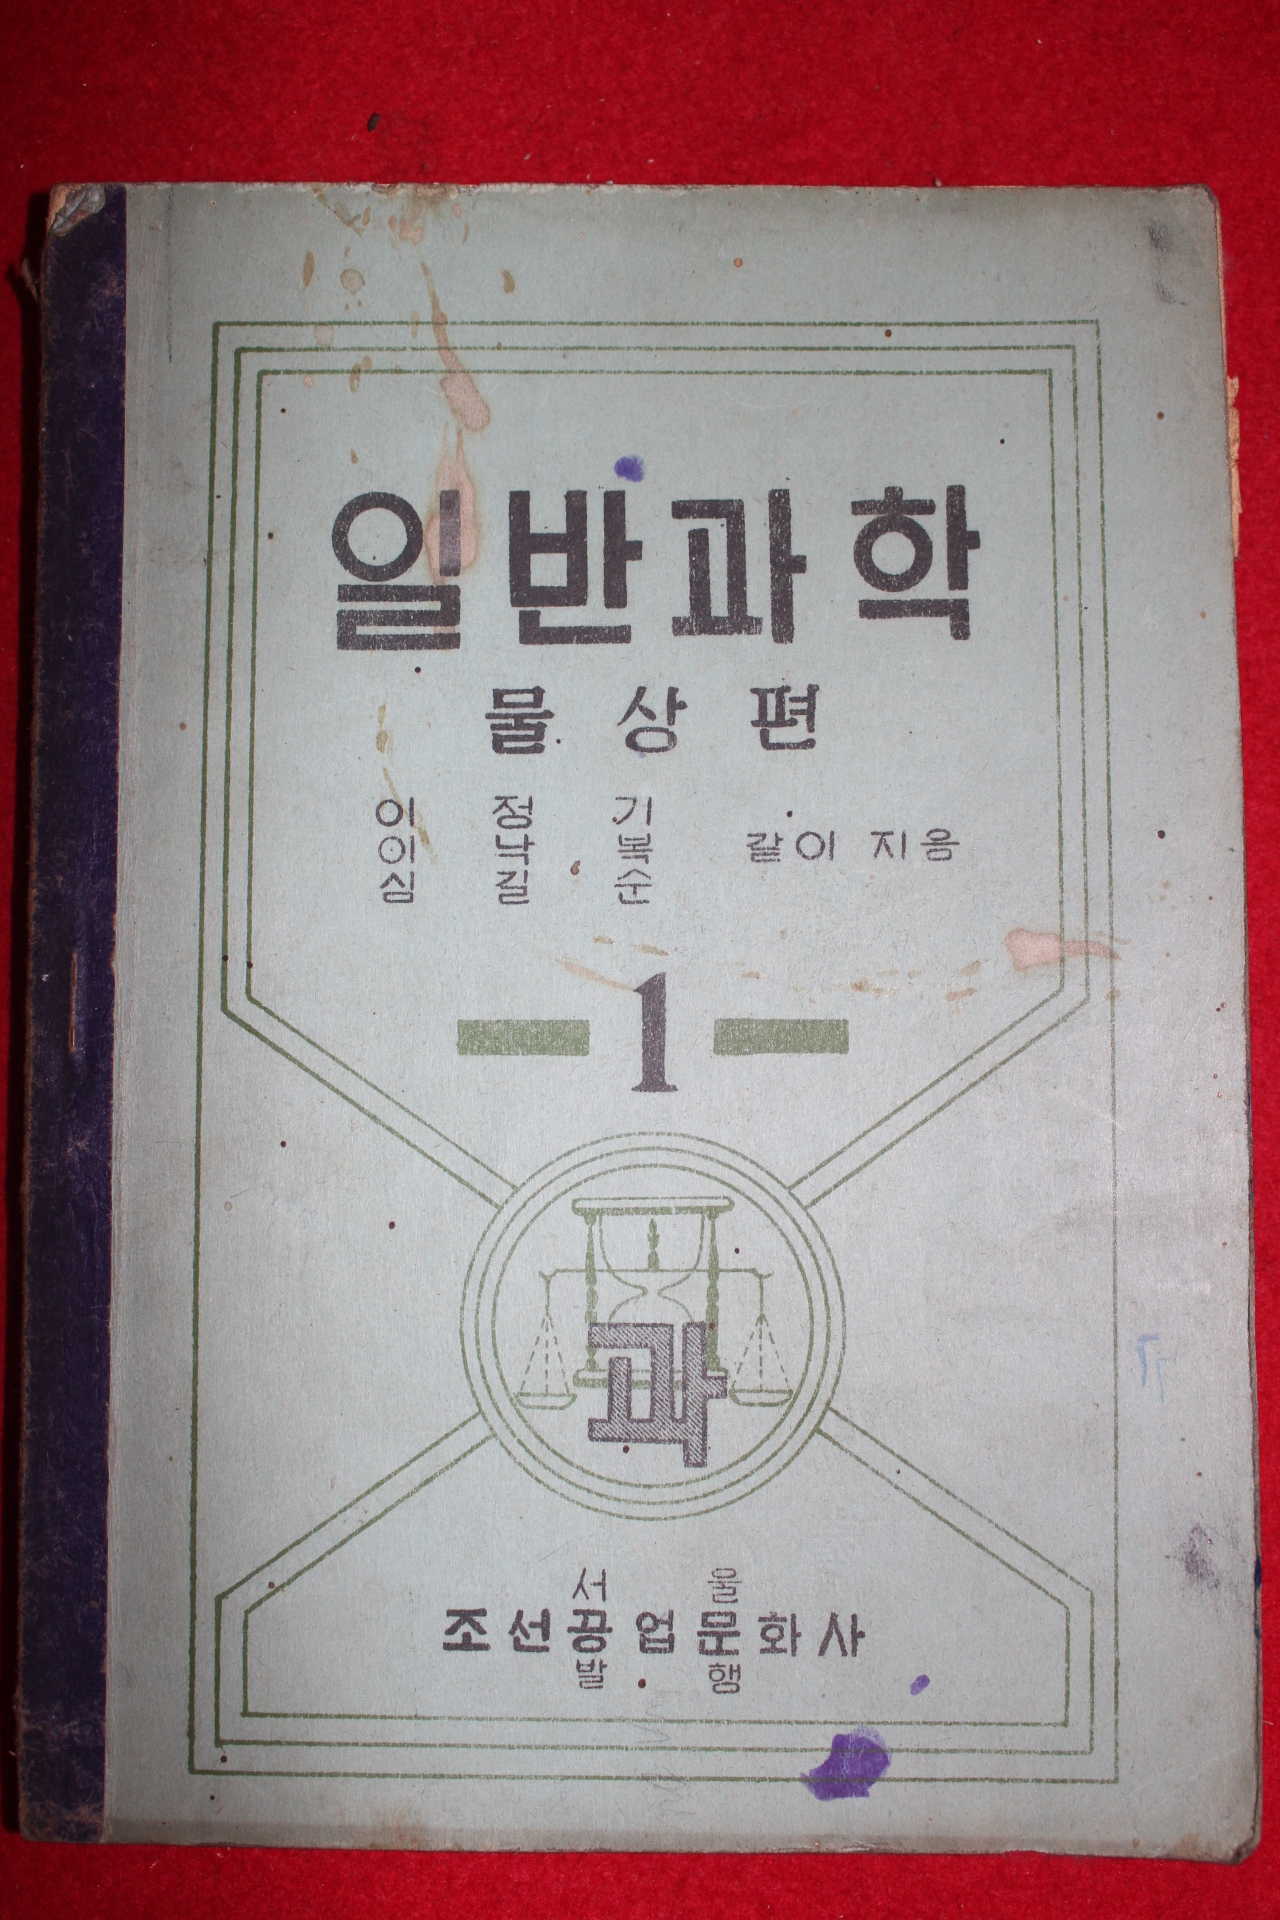 일반과학
물상편
이정기
이낙복 같이 지음
심길순
1
과
서울
조선공업문화사
발행